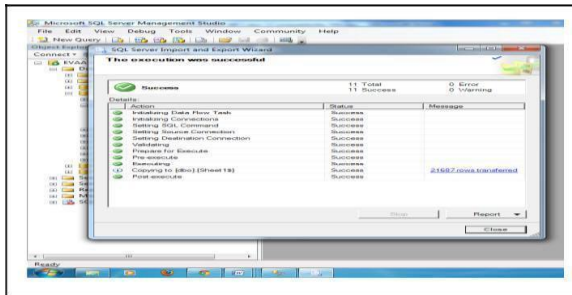 Microsoft SQL Server Management Studio
File Edit View Debug Tools Window Community Help
New Query
Object Explorer
Connect
SQL Server Import and Export Wizard
The execution was successful
Success
11 Total
0 Error
11 Success
0 Warning
Details:
Action Status Message
Initializing Data Flow Task Success
Initializing Connections Success
Setting SQL Command Success
Setting Source Connection Success
Setting Destination Connection Success
Validating Success
Prepare for Execute Success
Pre-execute Success
Executing Success
Copying to [dbo].[Sheet1$] Success 21687 rows transferred
Post-execute Success
Stop
Report
Close
Ready